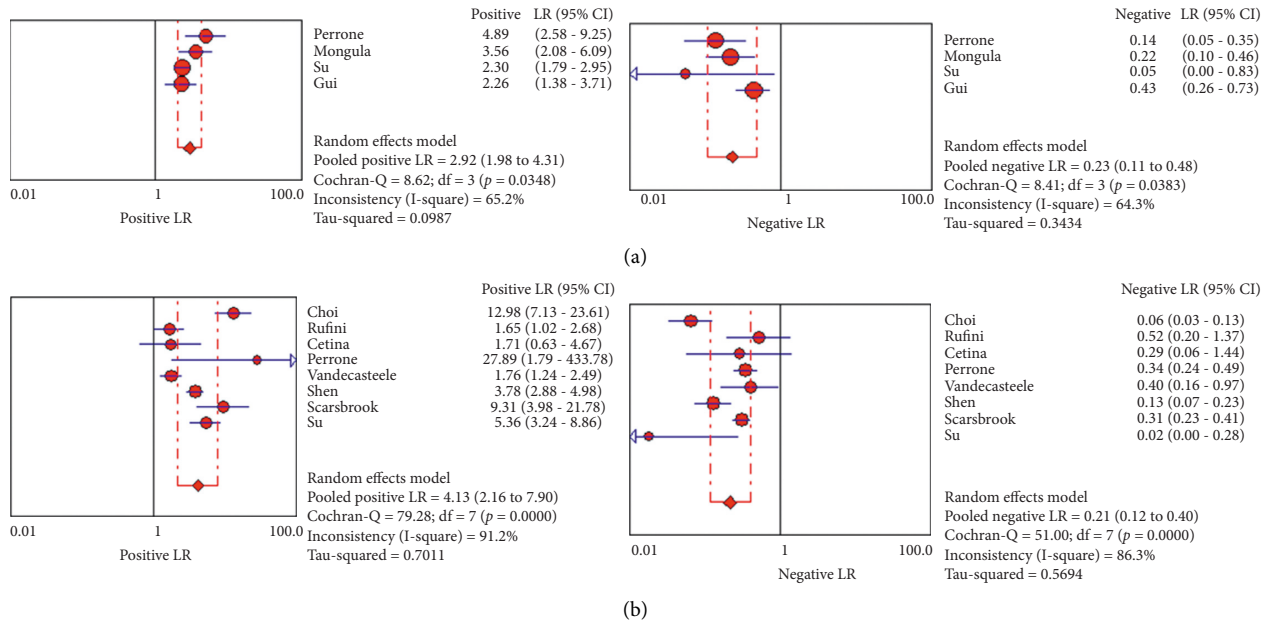 Positive LR (95% CI)
Perrone 4.89 (2.58 - 9.25)
Mongula 3.56 (2.08 - 6.09)
Su 2.30 (1.79 - 2.95)
Gui 2.26 (1.38 - 3.71)
Random effects model
Pooled positive LR = 2.92 (1.98 to 4.31)
Cochran-Q = 8.62; df = 3 (p = 0.0348)
Inconsistency (I-square) = 65.2%
Tau-squared = 0.0987
0.01 1 100.0
Positive LR
Negative LR (95% CI)
Perrone 0.14 (0.05 - 0.35)
Mongula 0.22 (0.10 - 0.46)
Su 0.05 (0.00 - 0.83)
Gui 0.43 (0.26 - 0.73)
Random effects model
Pooled negative LR = 0.23 (0.11 to 0.48)
Cochran-Q = 8.41; df = 3 (p = 0.0383)
Inconsistency (I-square) = 64.3%
Tau-squared = 0.3434
0.01 1 100.0
Negative LR
(a)
Positive LR (95% CI)
Choi 12.98 (7.13 - 23.61)
Rufini 1.65 (1.02 - 2.68)
Cetina 1.71 (0.63 - 4.67)
Perrone 27.89 (1.79 - 433.78)
Vandecasteele 1.76 (1.24 - 2.49)
Shen 3.78 (2.88 - 4.98)
Scarsbrook 9.31 (3.98 - 21.78)
Su 5.36 (3.24 - 8.86)
Random effects model
Pooled positive LR = 4.13 (2.16 to 7.90)
Cochran-Q = 79.28; df = 7 (p = 0.0000)
Inconsistency (I-square) = 91.2%
Tau-squared = 0.7011
0.01 1 100.0
Positive LR
Negative LR (95% CI)
Choi 0.06 (0.03 - 0.13)
Rufini 0.52 (0.20 - 1.37)
Cetina 0.29 (0.06 - 1.44)
Perrone 0.34 (0.24 - 0.49)
Vandecasteele 0.40 (0.16 - 0.97)
Shen 0.13 (0.07 - 0.23)
Scarsbrook 0.31 (0.23 - 0.41)
Su 0.02 (0.00 - 0.28)
Random effects model
Pooled negative LR = 0.21 (0.12 to 0.40)
Cochran-Q = 51.00; df = 7 (p = 0.0000)
Inconsistency (I-square) = 86.3%
Tau-squared = 0.5694
0.01 1 100.0
Negative LR
(b)